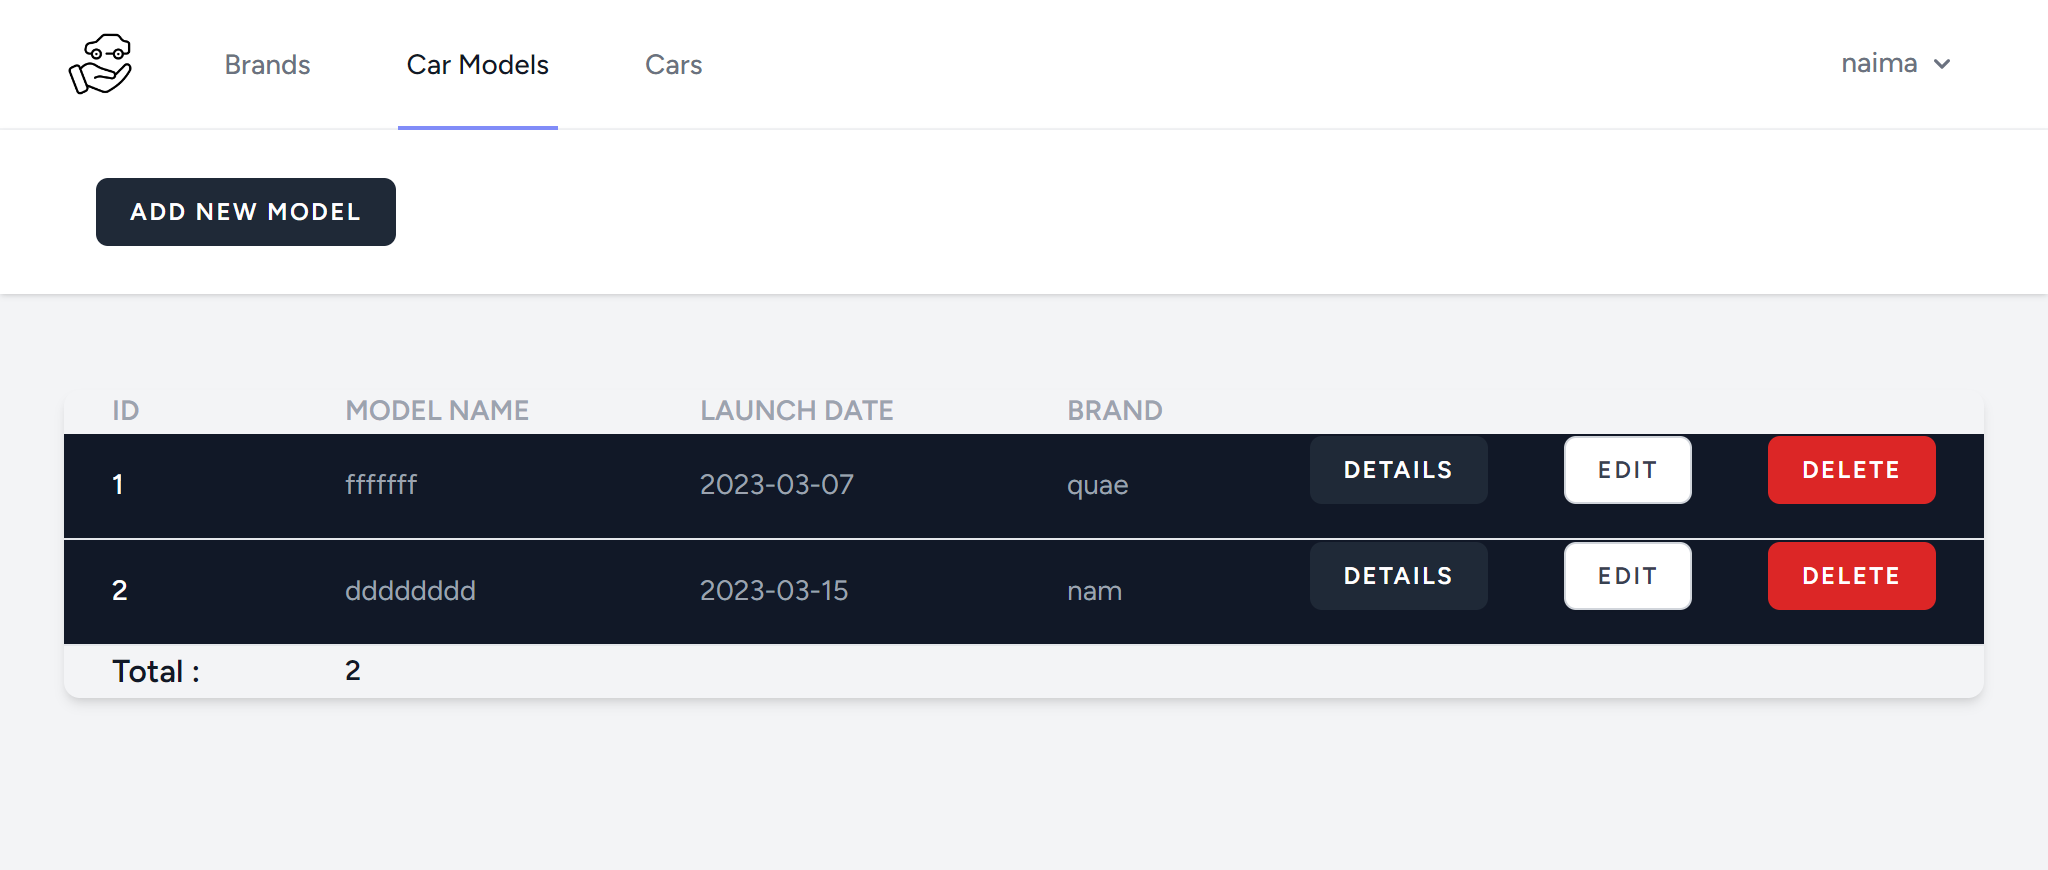 Brands Car Models Cars naima
ADD NEW MODEL
ID MODEL NAME LAUNCH DATE BRAND
1 fffffff 2023-03-07 quae DETAILS EDIT DELETE
2 dddddddd 2023-03-15 nam DETAILS EDIT DELETE
Total : 2